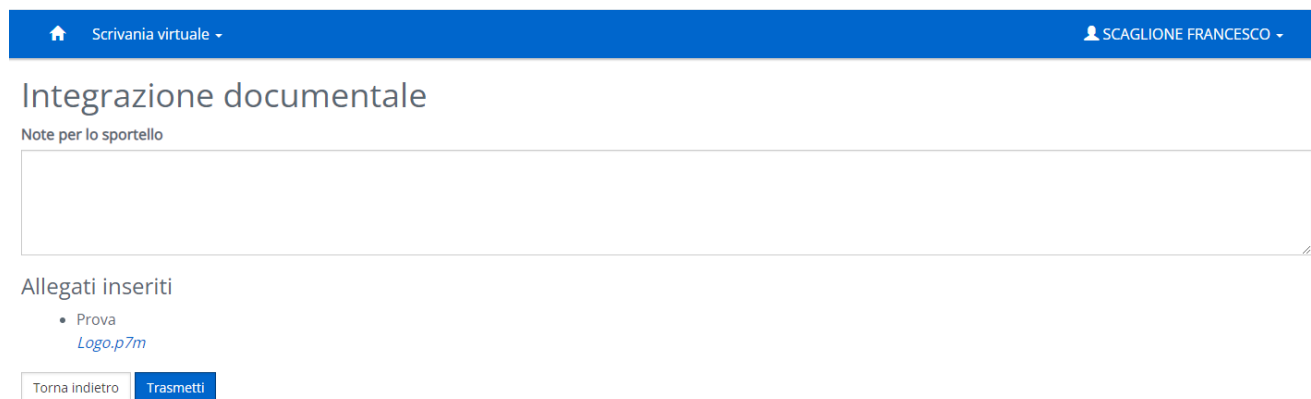 Scrivania virtuale
SCAGLIONE FRANCESCO
Integrazione documentale
Note per lo sportello
Allegati inseriti
Prova
Logo.p7m
Torna indietro Trasmetti